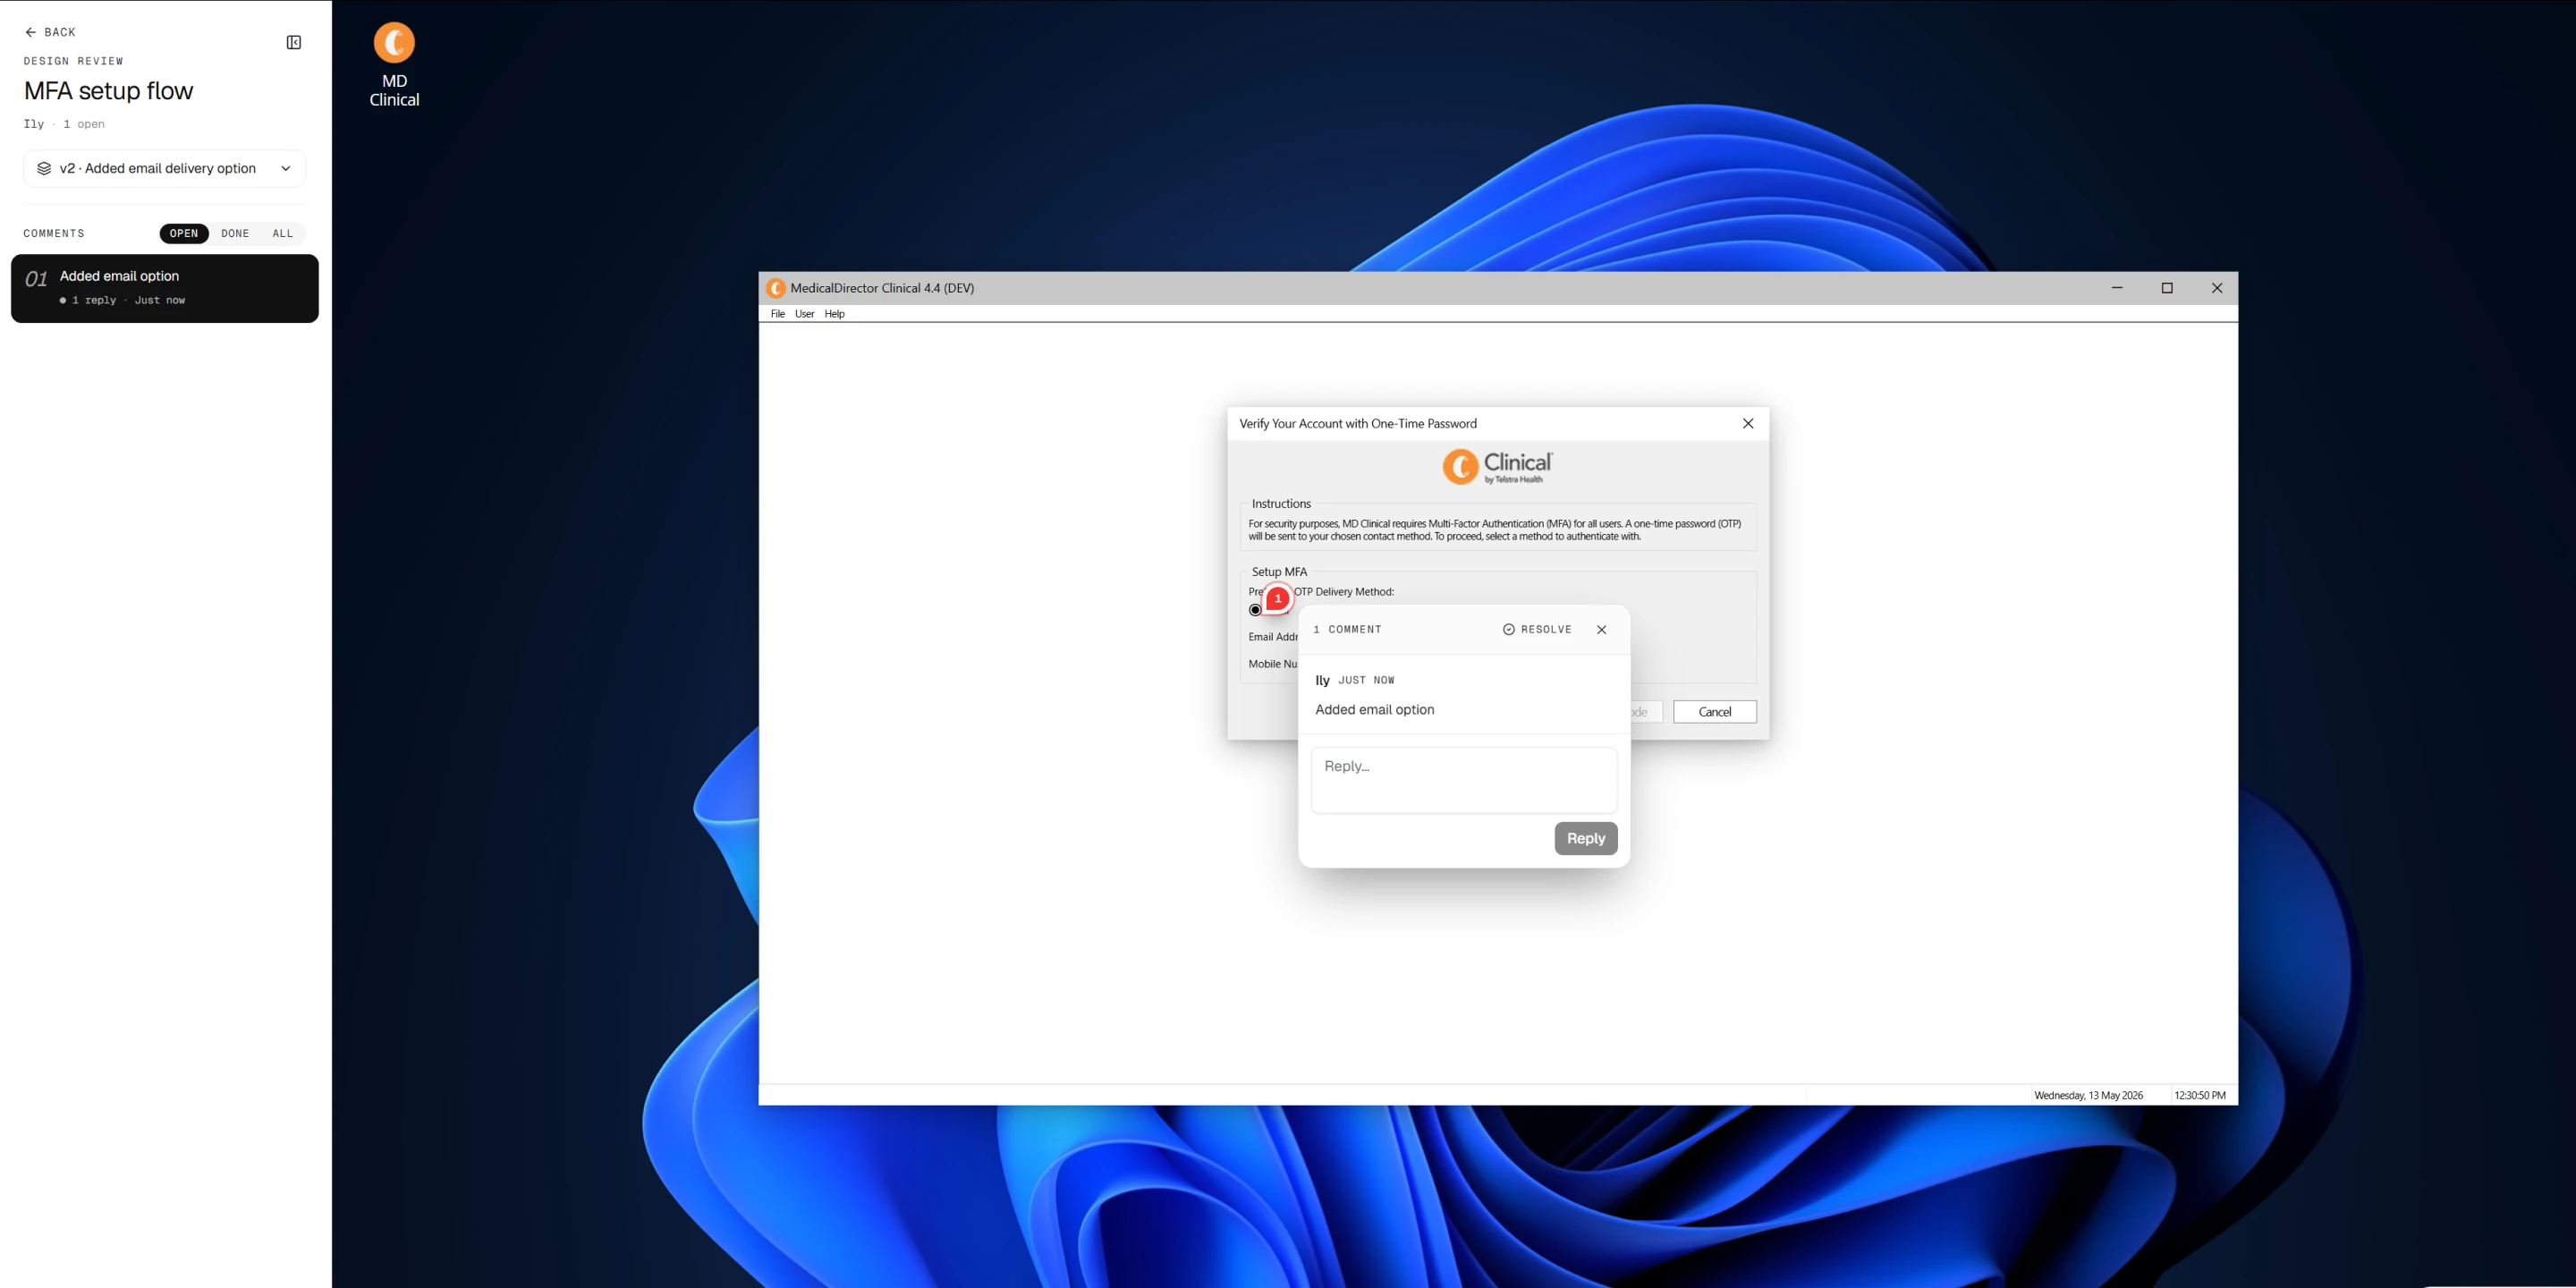 BACK
DESIGN REVIEW
MFA setup flow
Ily · 1 open
v2 · Added email delivery option
COMMENTS
OPEN DONE ALL
01 Added email option
1 reply · Just now
MD
Clinical
MedicalDirector Clinical 4.4 (DEV)
File User Help
Verify Your Account with One-Time Password
Clinical
by Telstra Health
Instructions
For security purposes, MD Clinical requires Multi-Factor Authentication (MFA) for all users. A one-time password (OTP)
will be sent to your chosen contact method. To proceed, select a method to authenticate with.
Setup MFA
OTP Delivery Method:
1
Email
Mobile
1 COMMENT
RESOLVE
Ily JUST NOW
Added email option
Reply...
Reply
Cancel
Wednesday, 13 May 2026 12:30:50 PM